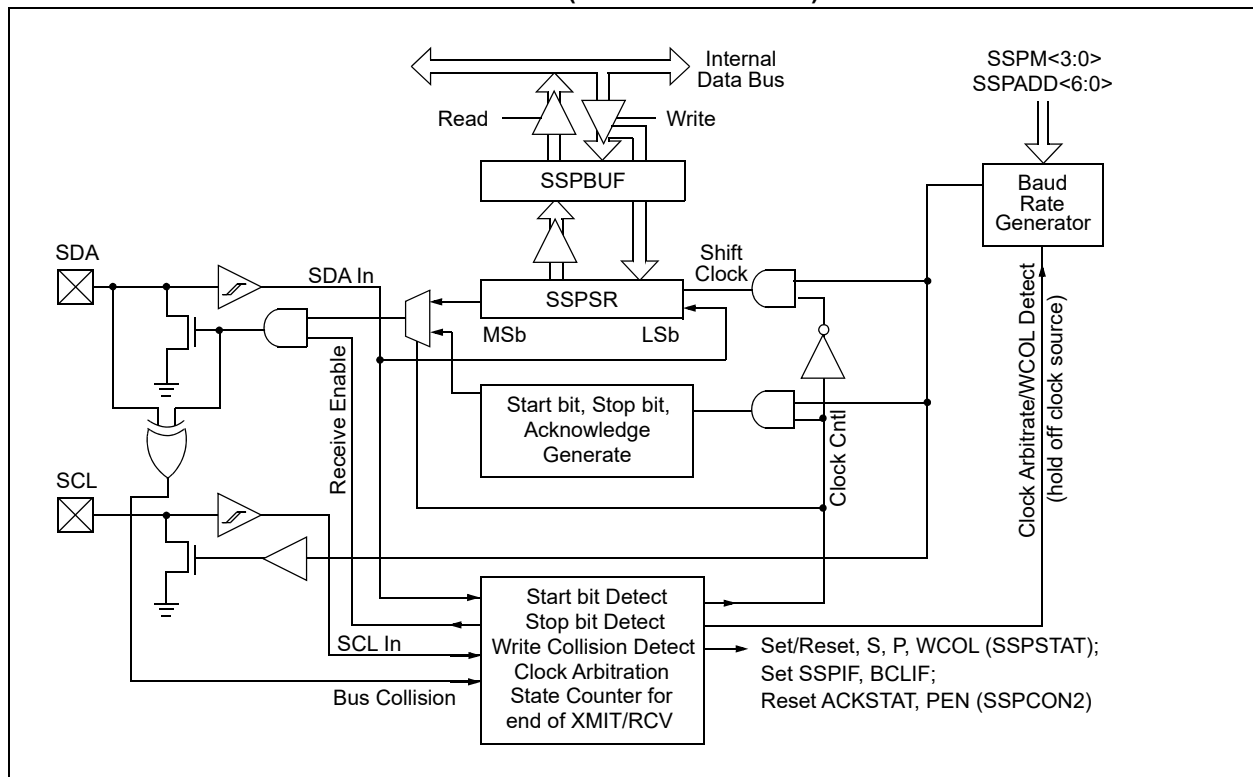 Internal
Data Bus
SSPM<3:0>
SSPADD<6:0>
Read
Write
SSPBUF
Baud
Rate
Generator
SDA
SDA In
Shift
Clock
SSPSR
MSb
LSb
Receive Enable
Start bit, Stop bit,
Acknowledge
Generate
Clock Cntl
Clock Arbitrate/WCOL Detect
(hold off clock source)
SCL
SCL In
Bus Collision
Start bit Detect
Stop bit Detect
Write Collision Detect
Clock Arbitration
State Counter for
end of XMIT/RCV
Set/Reset, S, P, WCOL (SSPSTAT);
Set SSPIF, BCLIF;
Reset ACKSTAT, PEN (SSPCON2)